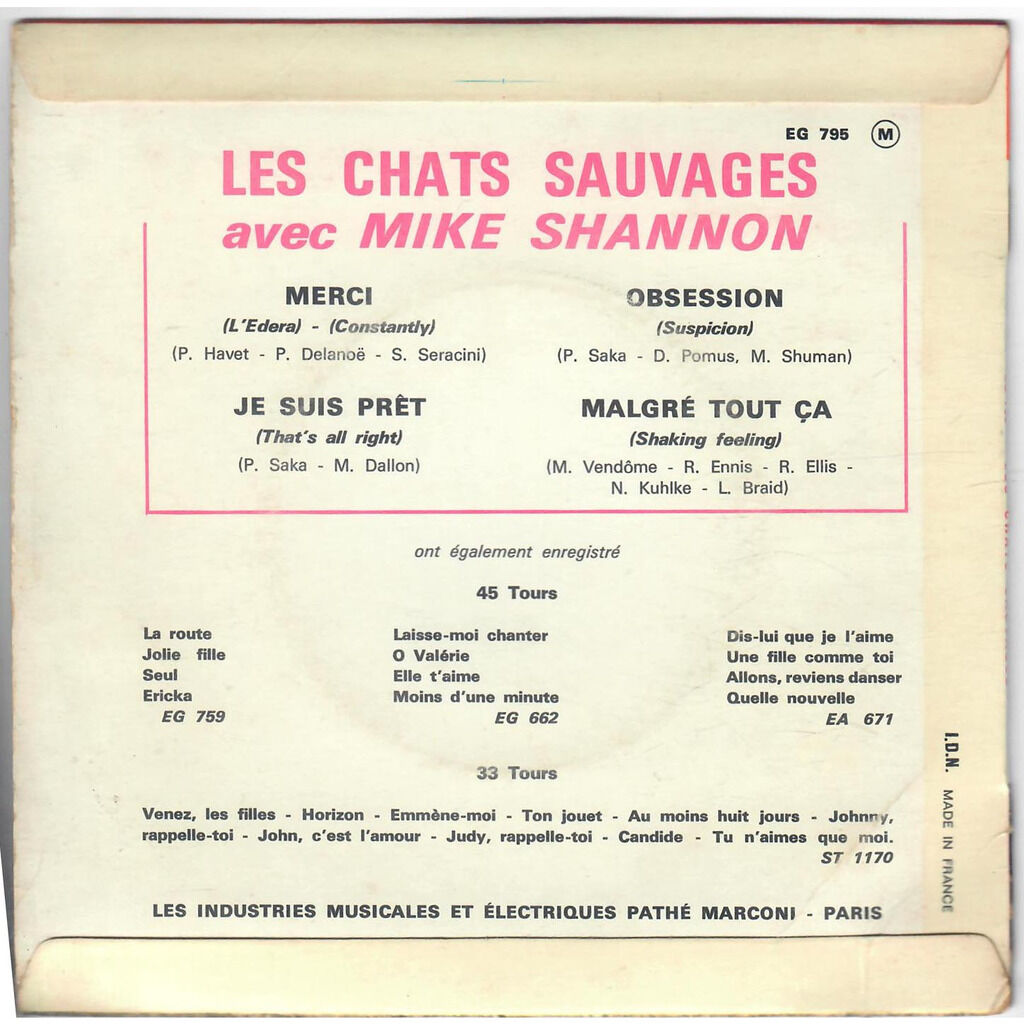 EG 795 M
LES CHATS SAUVAGES
avec MIKE SHANNON
MERCI
(L'Edera) - (Constantly)
(P. Havet - P. Delanoë - S. Seracini)
OBSESSION
(Suspicion)
(P. Saka - D. Pomus, M. Shuman)
JE SUIS PRÊT
(That's all right)
(P. Saka - M. Dallon)
MALGRÉ TOUT ÇA
(Shaking feeling)
(M. Vendôme - R. Ennis - R. Ellis -
N. Kuhlke - L. Braid)
ont également enregistré
45 Tours
La route
Jolie fille
Seul
Ericka
EG 759
Laisse-moi chanter
O Valérie
Elle t'aime
Moins d'une minute
EG 662
Dis-lui que je l'aime
Une fille comme toi
Allons, reviens danser
Quelle nouvelle
EA 671
33 Tours
Venez, les filles - Horizon - Emmène-moi - Ton jouet - Au moins huit jours - Johnny,
rappelle-toi - John, c'est l'amour - Judy, rappelle-toi - Candide - Tu n'aimes que moi.
ST 1170
LES INDUSTRIES MUSICALES ET ÉLECTRIQUES PATHÉ MARCONI - PARIS
I.D.N. MADE IN FRANCE